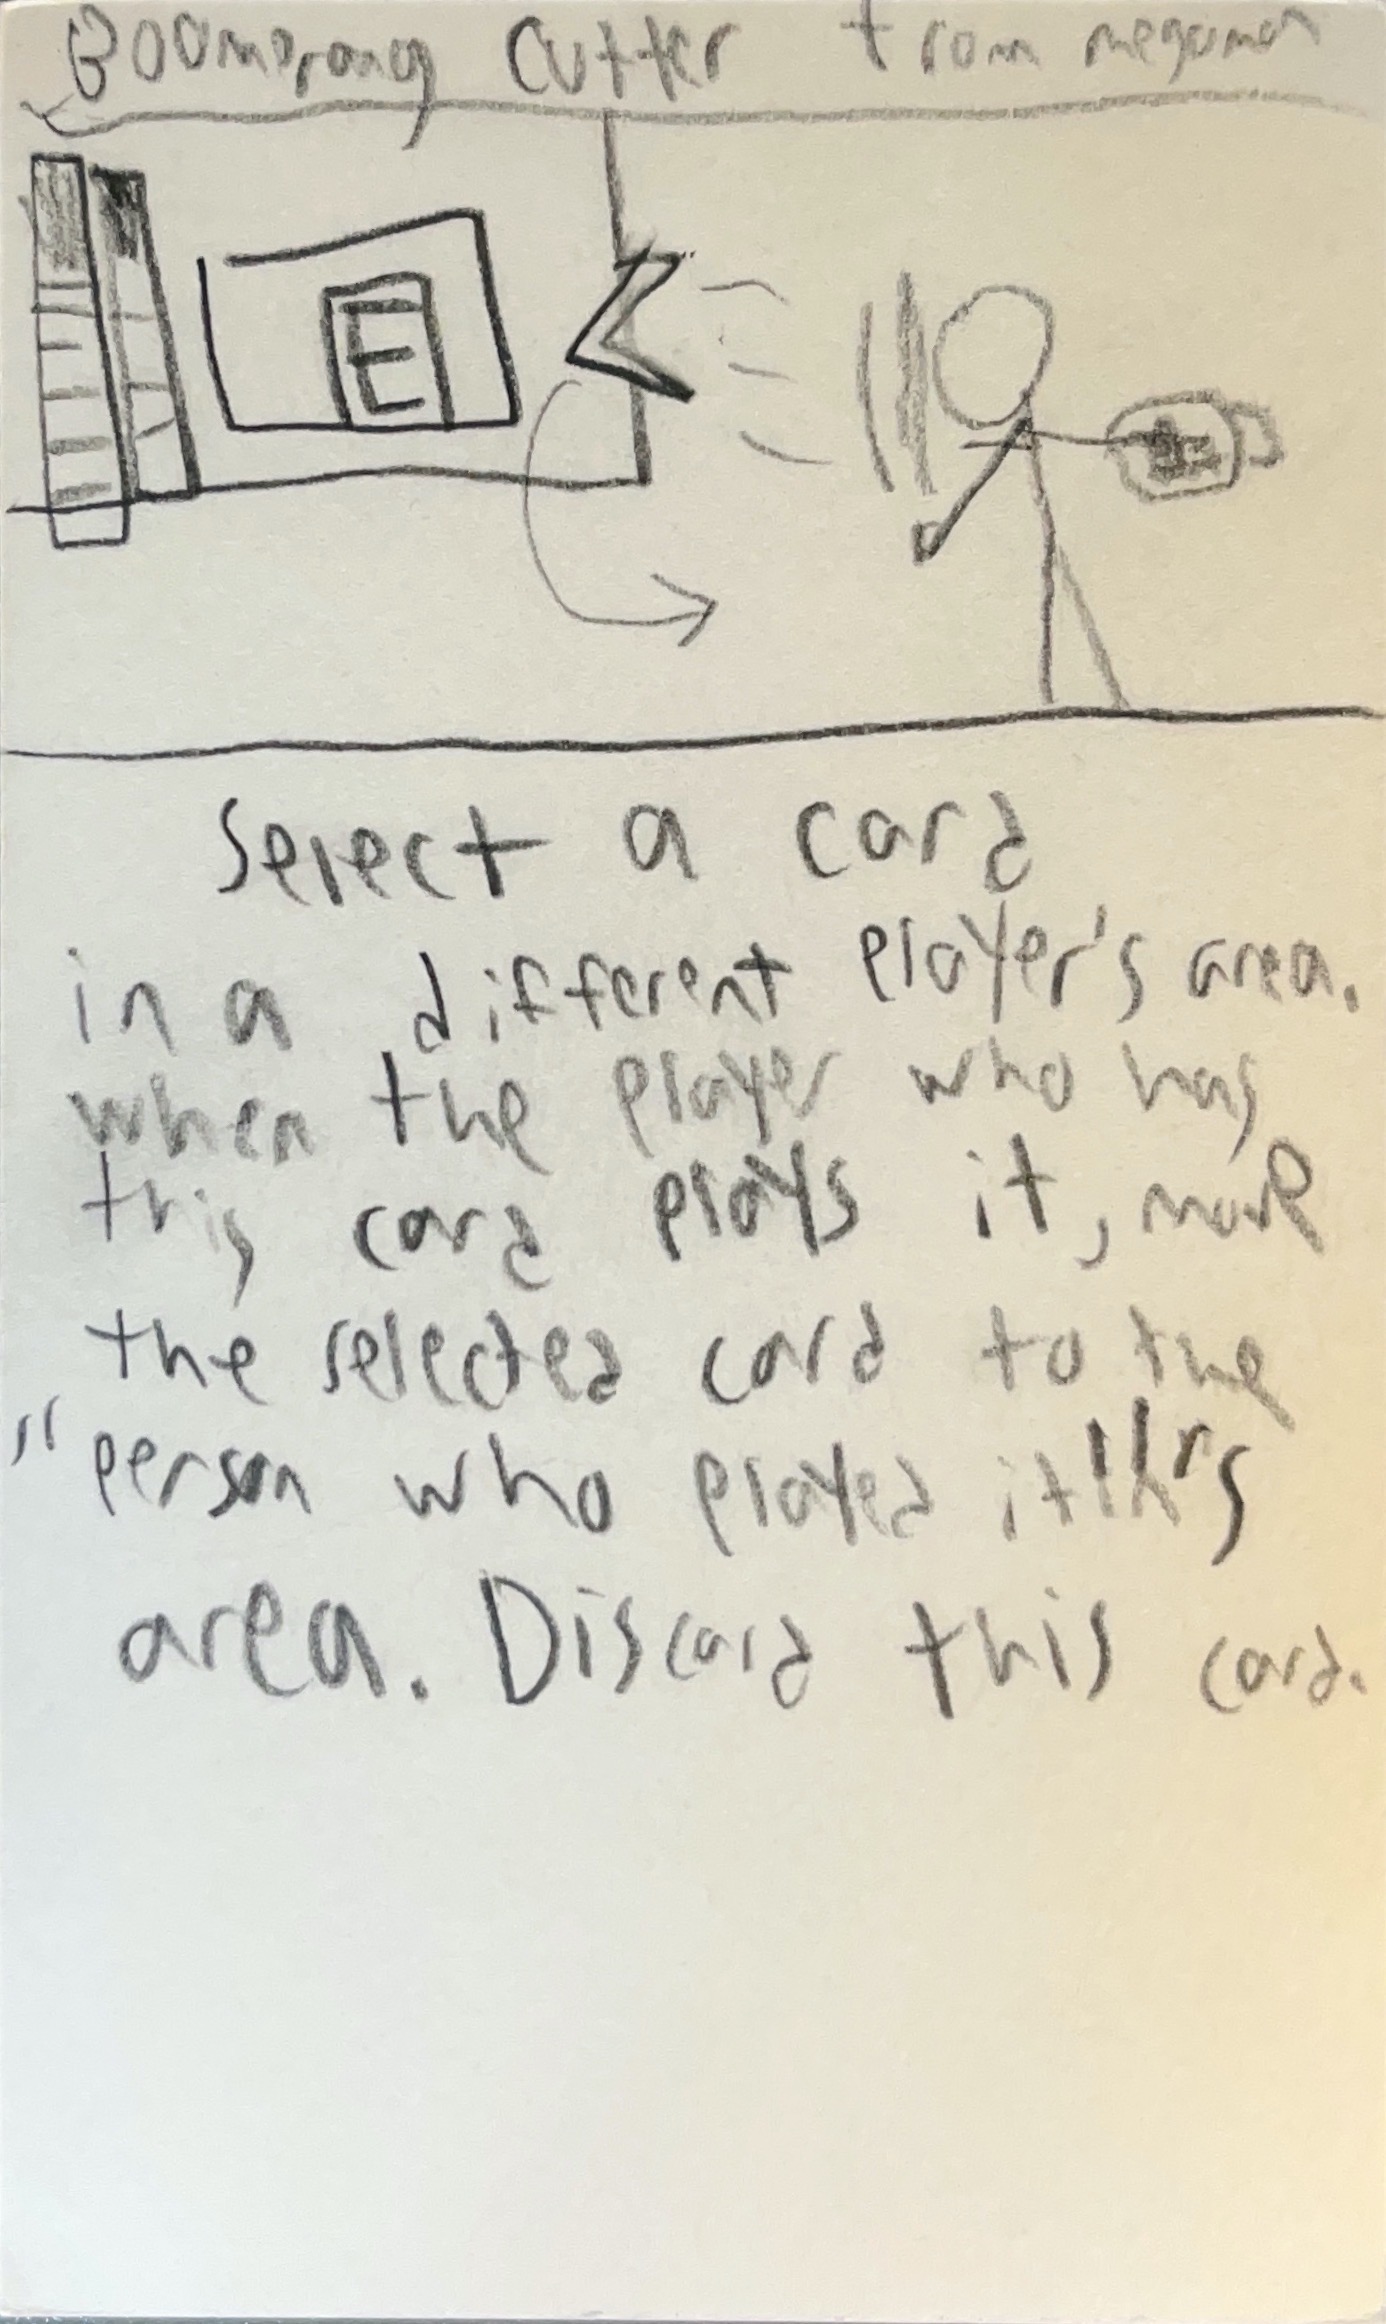 Boomerang Cutter from megaman
E
Select a card
in a different player's area.
when the player who has
this card plays it, move
the selected card to the
"person who played it"'s
area. Discard this card.